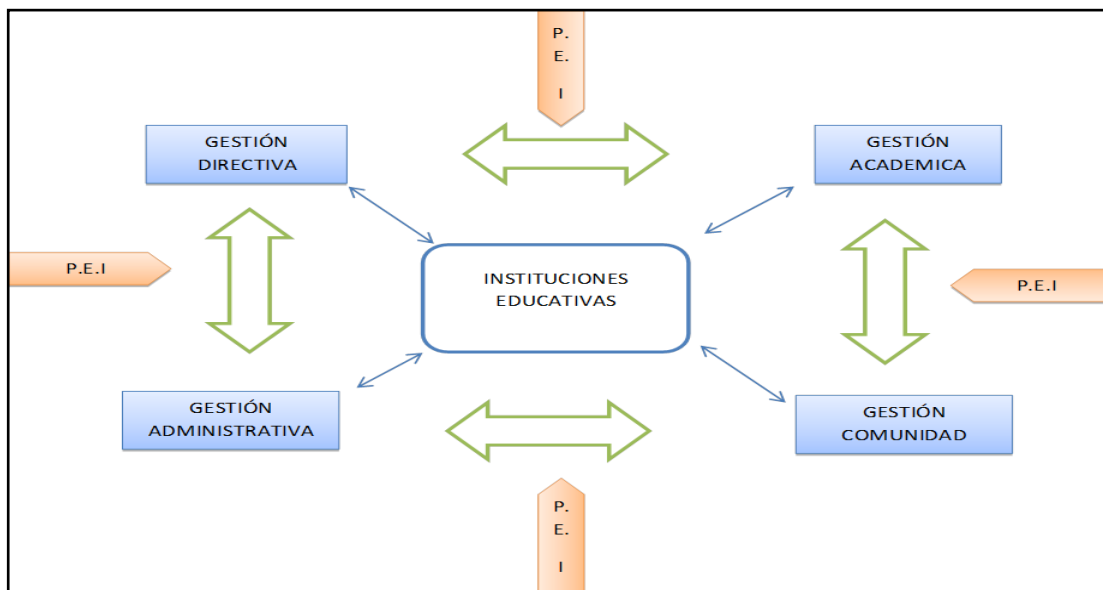 P.
E.
I
GESTIÓN
DIRECTIVA
GESTIÓN
ACADEMICA
P.E.I
INSTITUCIONES
EDUCATIVAS
P.E.I
GESTIÓN
ADMINISTRATIVA
GESTIÓN
COMUNIDAD
P.
E.
I